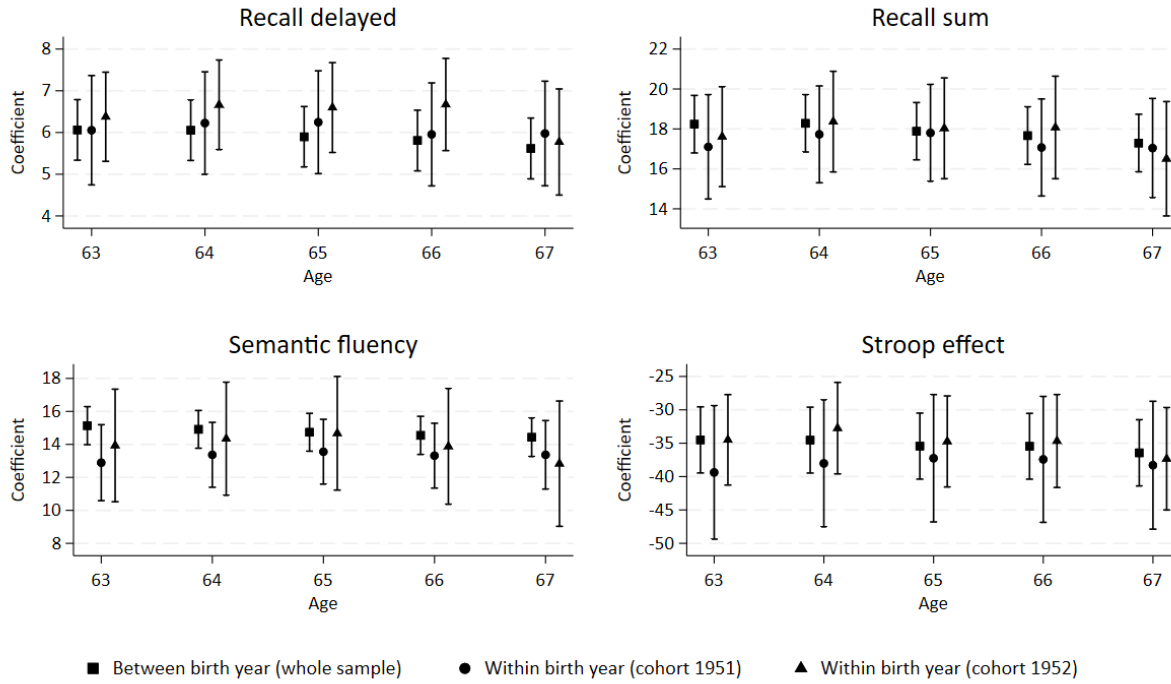 Recall delayed
8
7
6
5
4
Coefficient
63 64 65 66 67
Age
Recall sum
22
20
18
16
14
Coefficient
63 64 65 66 67
Age
Semantic fluency
18
16
14
12
10
8
Coefficient
63 64 65 66 67
Age
Stroop effect
-25
-30
-35
-40
-45
-50
Coefficient
63 64 65 66 67
Age
Between birth year (whole sample) Within birth year (cohort 1951) Within birth year (cohort 1952)